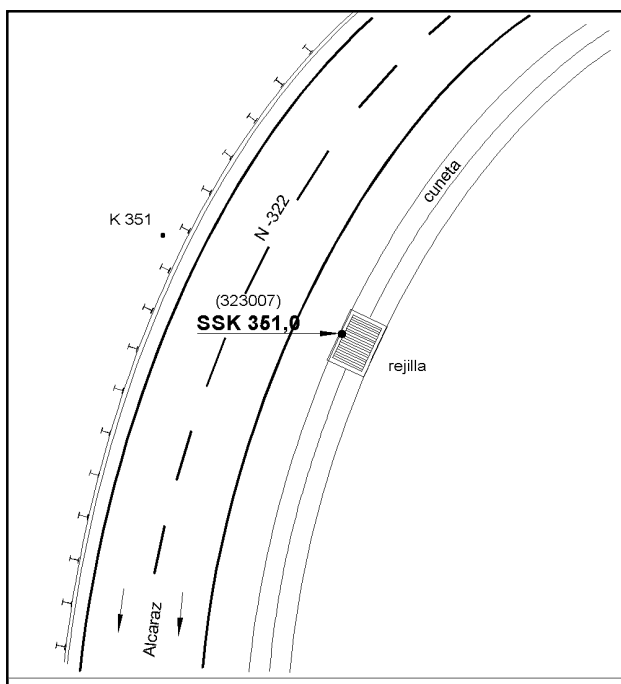 cuneta
N -322
K 351
(323007)
SSK 351,0
rejilla
Alcaraz